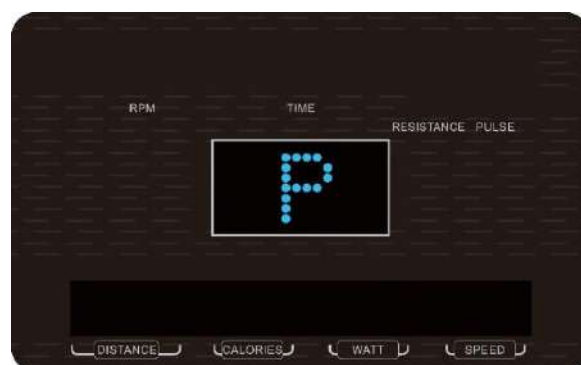 RPM TIME
RESISTANCE PULSE
P
DISTANCE CALORIES WATT SPEED